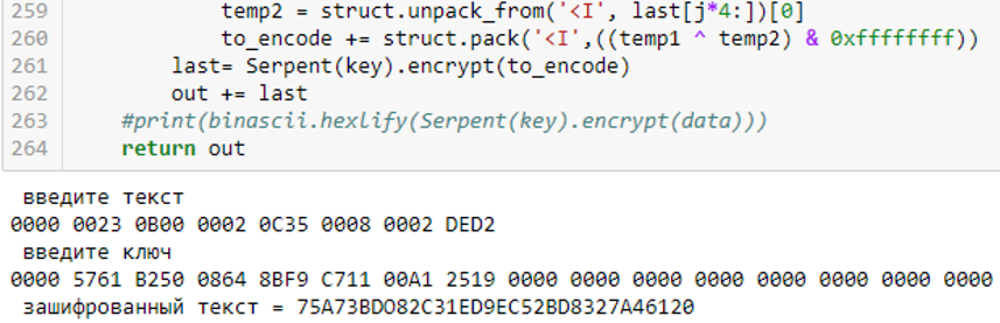 259 temp2 = struct.unpack_from('<I', last[j*4:])[0]
260 to_encode += struct.pack('<I',((temp1 ^ temp2) & 0xffffffff))
261 last= Serpent(key).encrypt(to_encode)
262 out += last
263 #print(binascii.hexlify(Serpent(key).encrypt(data)))
264 return out
введите текст
0000 0023 0B00 0002 0C35 0008 0002 DED2
введите ключ
0000 5761 B250 0864 8BF9 C711 00A1 2519 0000 0000 0000 0000 0000 0000 0000 0000
зашифрованный текст = 75A73BDO82C31ED9EC52BD8327A46120